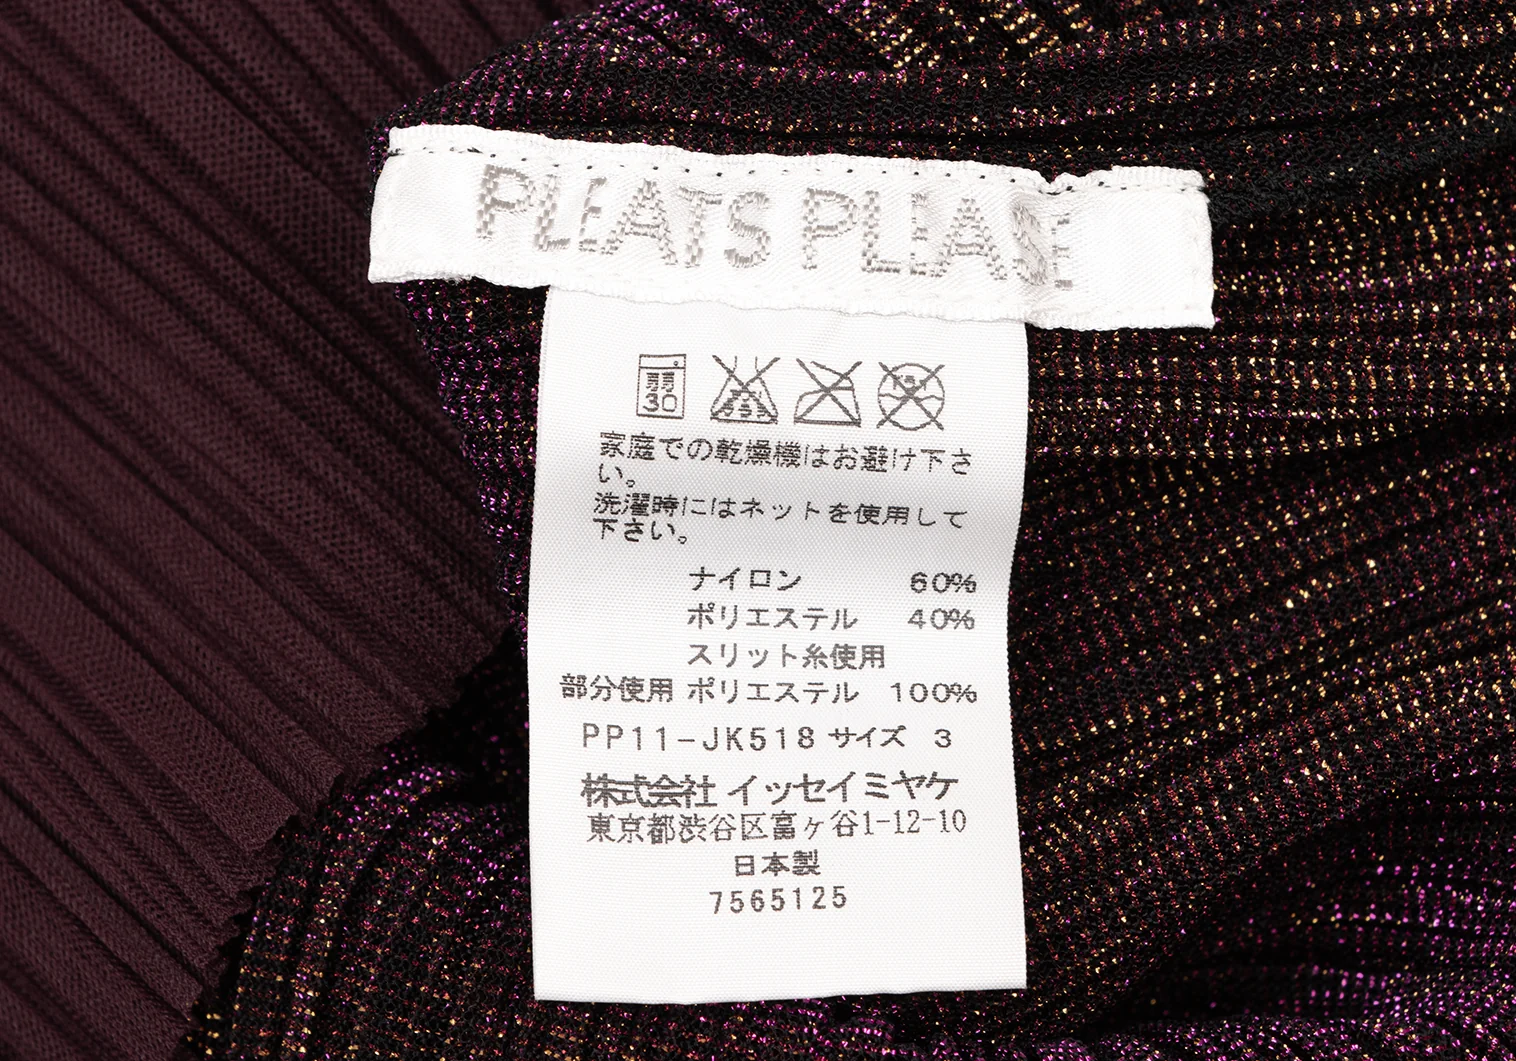 PLEATS PLEASE
弱
30
家庭での乾燥機はお避け下さ
い。
洗濯時にはネットを使用して
下さい。
ナイロン 60%
ポリエステル 40%
スリット糸使用
部分使用 ポリエステル 100%
PP11-JK518 サイズ 3
株式会社 イッセイミヤケ
東京都渋谷区富ヶ谷1-12-10
日本製
7565125